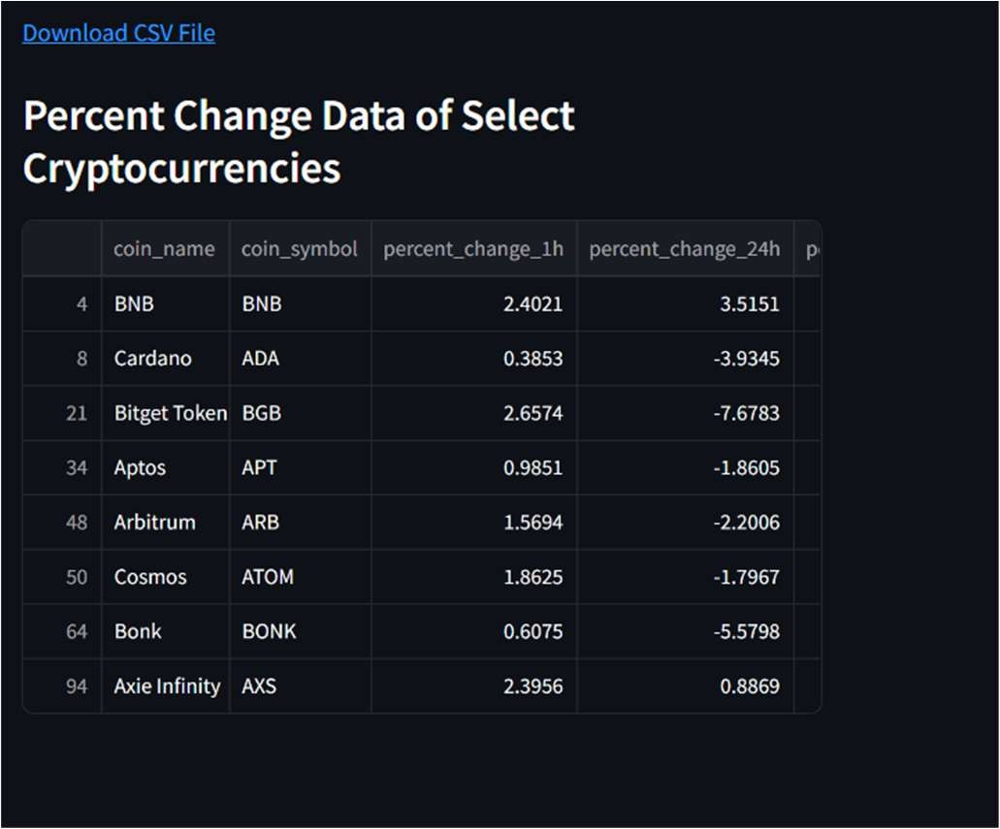 Download CSV File
Percent Change Data of Select
Cryptocurrencies
coin_name coin_symbol percent_change_1h percent_change_24h
4 BNB BNB 2.4021 3.5151
8 Cardano ADA 0.3853 -3.9345
21 Bitget Token BGB 2.6574 -7.6783
34 Aptos APT 0.9851 -1.8605
48 Arbitrum ARB 1.5694 -2.2006
50 Cosmos ATOM 1.8625 -1.7967
64 Bonk BONK 0.6075 -5.5798
94 Axie Infinity AXS 2.3956 0.8869